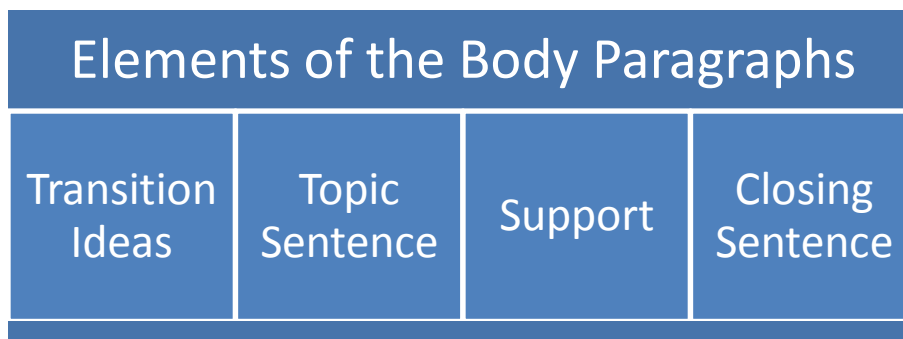 Elements of the Body Paragraphs
Transition
Ideas
Topic
Sentence
Support
Closing
Sentence